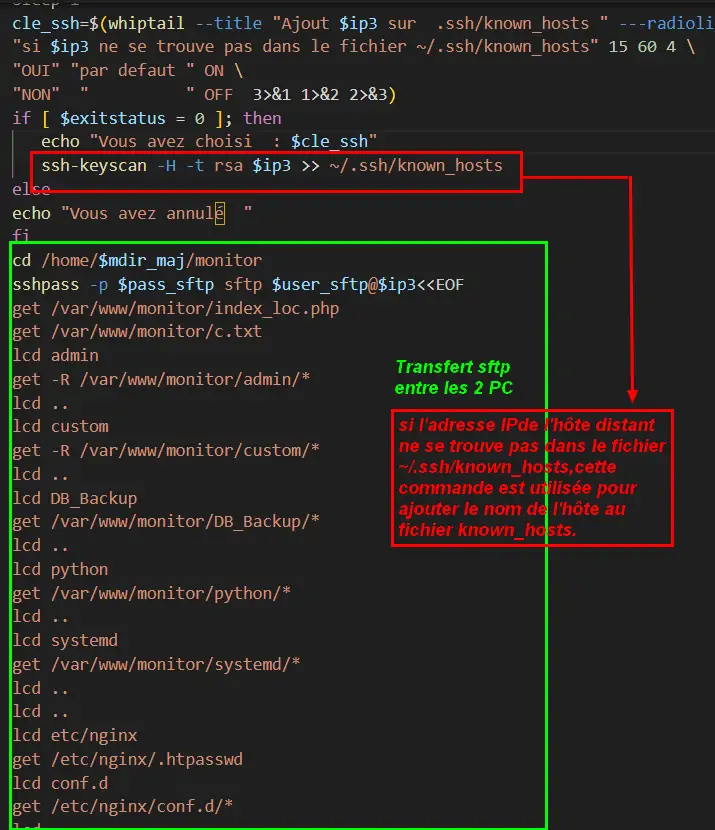 cle_ssh=$(whiptail --title "Ajout $ip3 sur  .ssh/known_hosts " ---radioli
"si $ip3 ne se trouve pas dans le fichier ~/.ssh/known_hosts" 15 60 4 \
"OUI" "par defaut " ON \
"NON"  "          " OFF  3>&1 1>&2 2>&3)
if [ $exitstatus = 0 ]; then
echo "Vous avez choisi  : $cle_ssh"
ssh-keyscan -H -t rsa $ip3 >> ~/.ssh/known_hosts
else
echo "Vous avez annulé  "
fi
cd /home/$mdir_maj/monitor
sshpass -p $pass_sftp sftp $user_sftp@$ip3<<EOF
get /var/www/monitor/index_loc.php
get /var/www/monitor/c.txt
lcd admin
get -R /var/www/monitor/admin/*
lcd ..
lcd custom
get -R /var/www/monitor/custom/*
lcd ..
lcd DB_Backup
get /var/www/monitor/DB_Backup/*
lcd ..
lcd python
get /var/www/monitor/python/*
lcd ..
lcd systemd
get /var/www/monitor/systemd/*
lcd ..
lcd ..
lcd etc/nginx
get /etc/nginx/.htpasswd
lcd conf.d
get /etc/nginx/conf.d/*
Transfert sftp
entre les 2 PC
si l'adresse IPde l'hôte distant
ne se trouve pas dans le fichier
~/.ssh/known_hosts,cette
commande est utilisée pour
ajouter le nom de l'hôte au
fichier known_hosts.